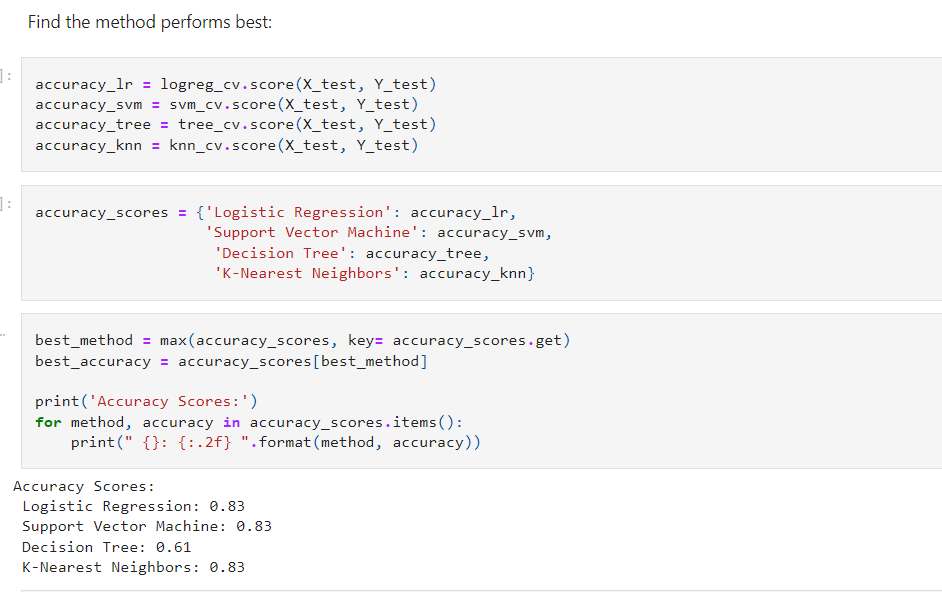 Find the method performs best:
]:
accuracy_lr = logreg_cv.score(X_test, Y_test)
accuracy_svm = svm_cv.score(X_test, Y_test)
accuracy_tree = tree_cv.score(X_test, Y_test)
accuracy_knn = knn_cv.score(X_test, Y_test)
]:
accuracy_scores = {'Logistic Regression': accuracy_lr,
                   'Support Vector Machine': accuracy_svm,
                    'Decision Tree': accuracy_tree,
                    'K-Nearest Neighbors': accuracy_knn}
best_method = max(accuracy_scores, key= accuracy_scores.get)
best_accuracy = accuracy_scores[best_method]
print('Accuracy Scores:')
for method, accuracy in accuracy_scores.items():
    print(" {}: {:.2f} ".format(method, accuracy))
Accuracy Scores:
 Logistic Regression: 0.83
 Support Vector Machine: 0.83
 Decision Tree: 0.61
 K-Nearest Neighbors: 0.83